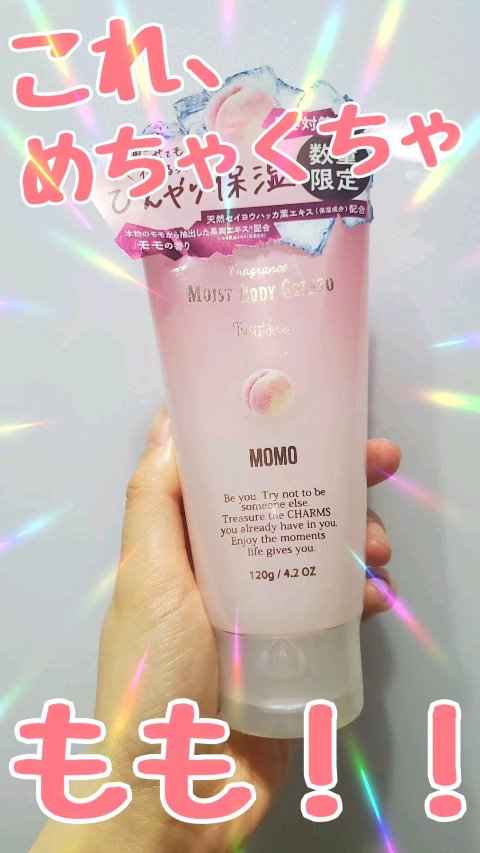 これ、
めちゃくちゃ
数量
限定
ひんやり保湿
天然セイヨウハッカ葉エキス(保湿成分)配合
本物のモモから抽出した果実エキス配合
モモの香り
Fragrance
MOIST BODY GELATO
MOMO
Be you. Try not to be
someone else.
Treasure the CHARMS
you already have in you.
Enjoy the moments
life gives you.
120g / 4.2 OZ
もも！！